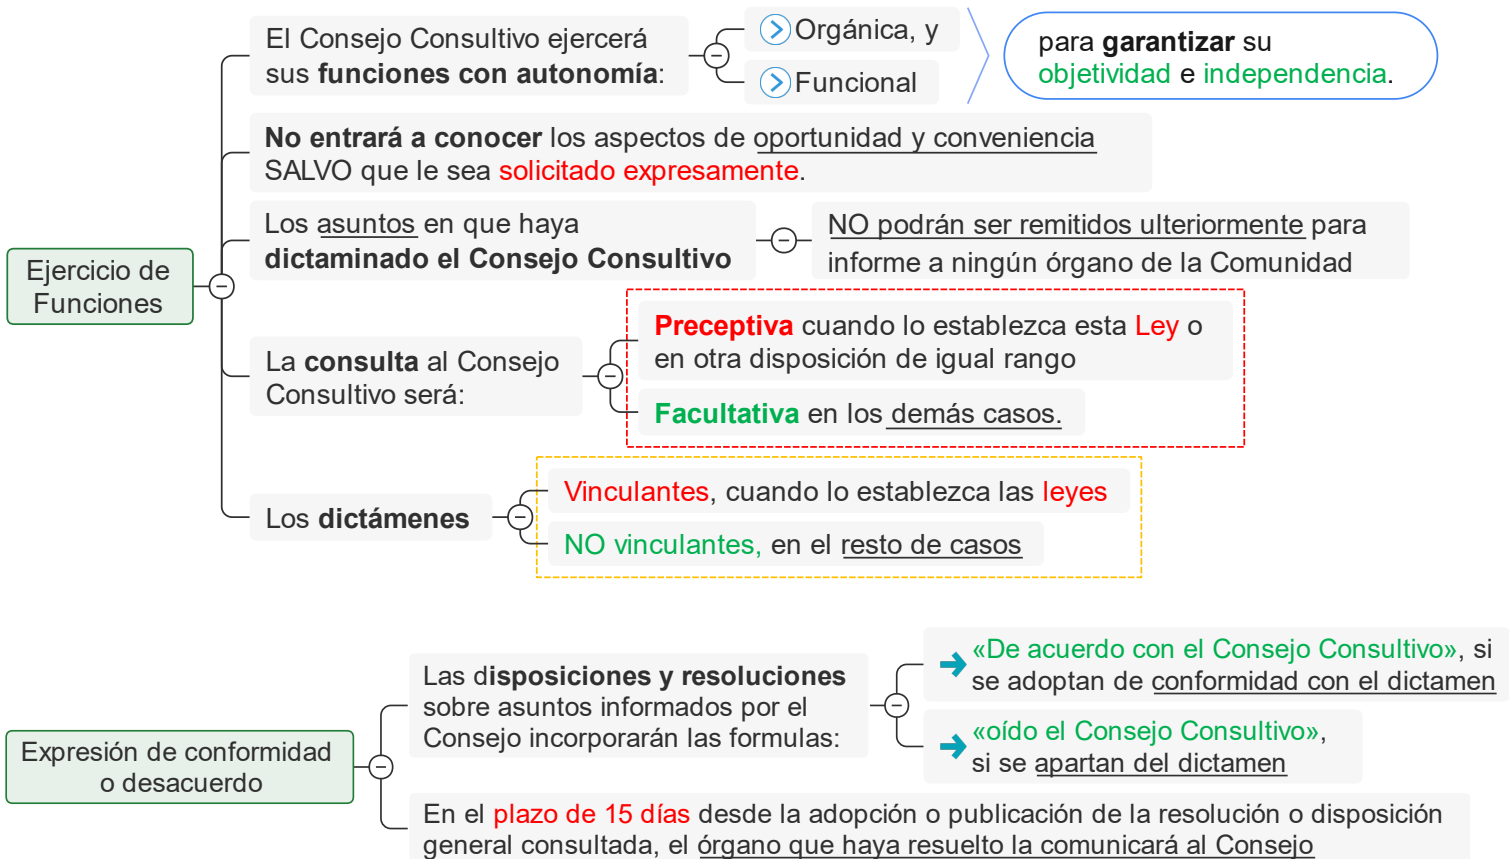 Ejercicio de
Funciones
El Consejo Consultivo ejercerá
sus funciones con autonomía:
Orgánica, y
Funcional
para garantizar su
objetividad e independencia.
No entrará a conocer los aspectos de oportunidad y conveniencia
SALVO que le sea solicitado expresamente.
Los asuntos en que haya
dictaminado el Consejo Consultivo
NO podrán ser remitidos ulteriormente para
informe a ningún órgano de la Comunidad
La consulta al Consejo
Consultivo será:
Preceptiva cuando lo establezca esta Ley o
en otra disposición de igual rango
Facultativa en los demás casos.
Los dictámenes
Vinculantes, cuando lo establezca las leyes
NO vinculantes, en el resto de casos
Expresión de conformidad
o desacuerdo
Las disposiciones y resoluciones
sobre asuntos informados por el
Consejo incorporarán las formulas:
«De acuerdo con el Consejo Consultivo», si
se adoptan de conformidad con el dictamen
«oído el Consejo Consultivo»,
si se apartan del dictamen
En el plazo de 15 días desde la adopción o publicación de la resolución o disposición
general consultada, el órgano que haya resuelto la comunicará al Consejo